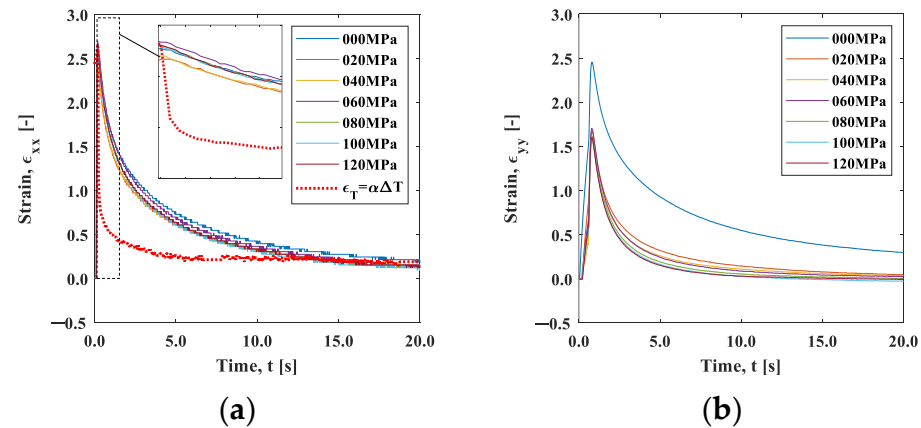 3.0
2.5
2.0
1.5
1.0
0.5
0.0
−0.5
Strain, ϵxx [-]
0.0 5.0 10.0 15.0 20.0
Time, t [s]
000MPa
020MPa
040MPa
060MPa
080MPa
100MPa
120MPa
ϵT=αΔT
(a)
3.0
2.5
2.0
1.5
1.0
0.5
0.0
−0.5
Strain, ϵyy [-]
0.0 5.0 10.0 15.0 20.0
Time, t [s]
000MPa
020MPa
040MPa
060MPa
080MPa
100MPa
120MPa
(b)